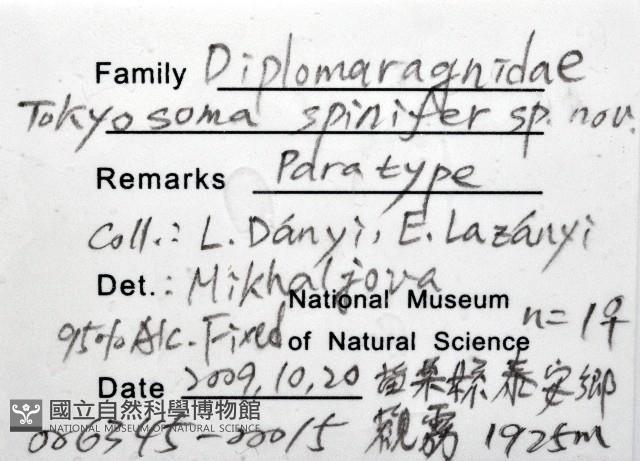 Family Diplomaragnidae
Tokyosoma spinifer sp. nov.
Remarks Paratype
Coll.: L. Dányi, E. Lazányi
Det.: Mikhaljova
National Museum n=1♀
95% Alc. Fixed of Natural Science
Date 2009,10,20 苗栗縣泰安鄉
國立自然科學博物館
NATIONAL MUSEUM OF NATURAL SCIENCE
006545-00015 觀霧 1925m